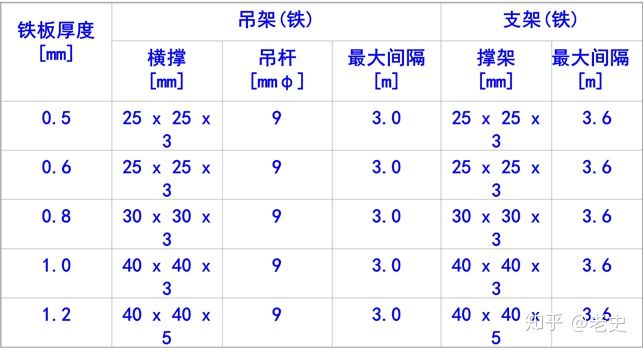 铁板厚度 [mm] 吊架(铁) 支架(铁)
横撑 [mm] 吊杆 [mmφ] 最大间隔 [m] 撑架 [mm] 最大间隔 [m]
0.5 25 x 25 x 3 9 3.0 25 x 25 x 3 3.6
0.6 25 x 25 x 3 9 3.0 25 x 25 x 3 3.6
0.8 30 x 30 x 3 9 3.0 30 x 30 x 3 3.6
1.0 40 x 40 x 3 9 3.0 40 x 40 x 3 3.6
1.2 40 x 40 x 5 9 3.0 40 x 40 x 5 3.6
知乎 @老史